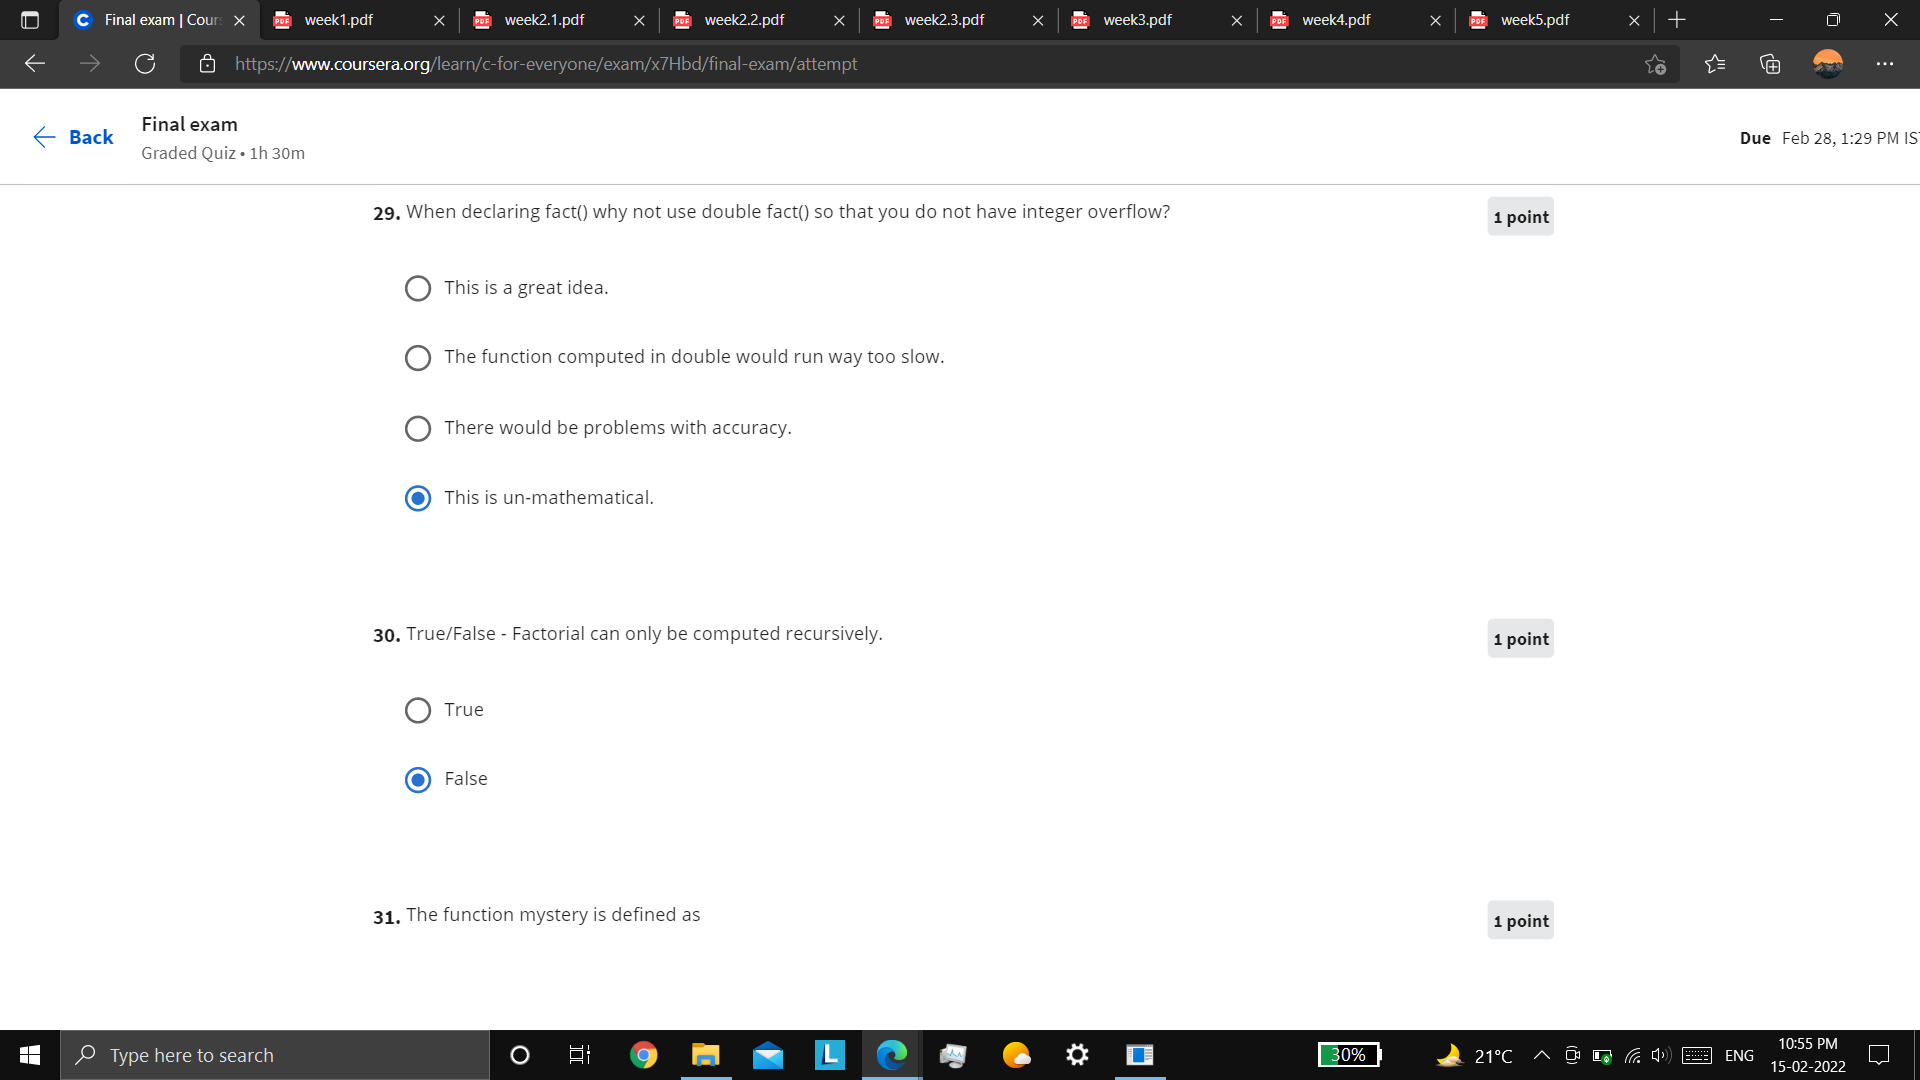 Final exam | Cours
week1.pdf
week2.1.pdf
week2.2.pdf
week2.3.pdf
week3.pdf
week4.pdf
week5.pdf
https://www.coursera.org/learn/c-for-everyone/exam/x7Hbd/final-exam/attempt
Back
Final exam
Graded Quiz • 1h 30m
Due Feb 28, 1:29 PM IST
29. When declaring fact() why not use double fact() so that you do not have integer overflow?
1 point
This is a great idea.
The function computed in double would run way too slow.
There would be problems with accuracy.
This is un-mathematical.
30. True/False - Factorial can only be computed recursively.
1 point
True
False
31. The function mystery is defined as
1 point
Type here to search
30%
21°C
ENG
10:55 PM
15-02-2022